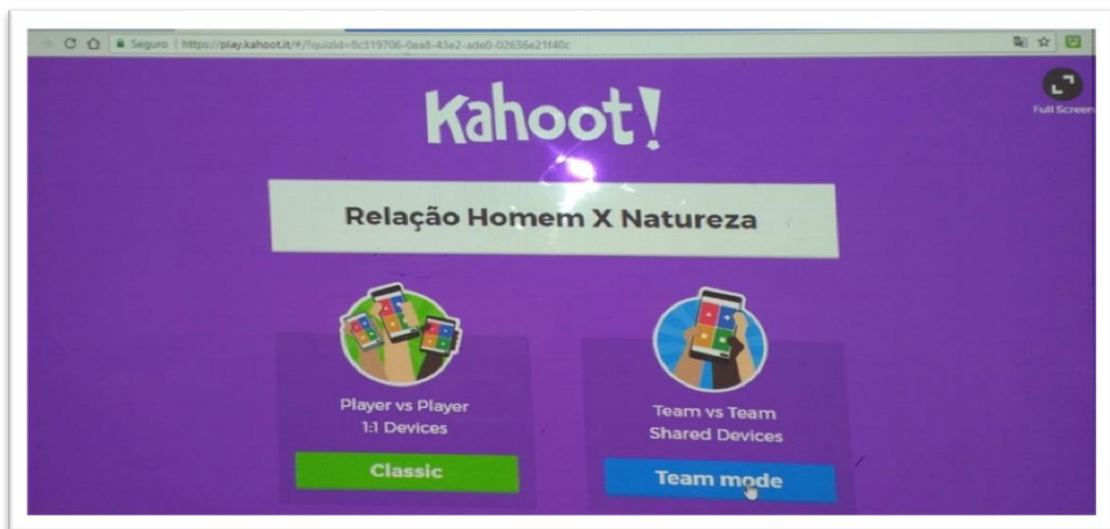 Seguro | https://play.kahoot.it/#/?quizId=8c319706-0ea8-43e2-ade0-02636e21f40c
Full Screen
Kahoot!
Relação Homem X Natureza
Player vs Player
1:1 Devices
Classic
Team vs Team
Shared Devices
Team mode